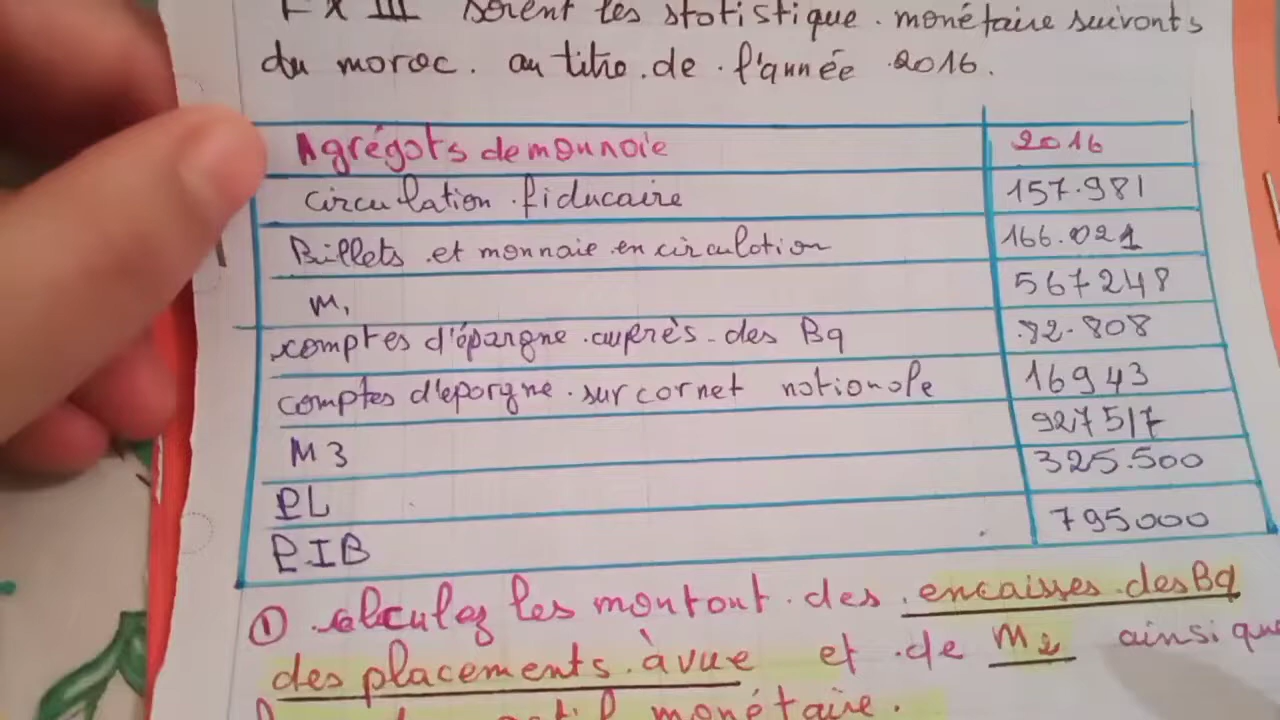 EX III soient les statistique monétaire suivants
du maroc. au titre de l'année 2016.
Agrégats de monnaie 2016
circulation fiducaire 157.981
Billets et monnaie en circulation 166.021
M1 567248
comptes d'épargne auprès des Bq 82.808
comptes d'épargne sur carnet nationale 16943
M3 927517
PL 325.500
PIB 795000
① calculez les montant des encaisses des Bq
des placements à vue et de M2 ainsi que
monétaire.